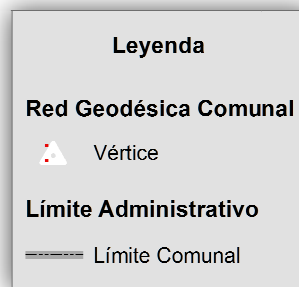 Leyenda
Red Geodésica Comunal
Vértice
Límite Administrativo
Límite Comunal